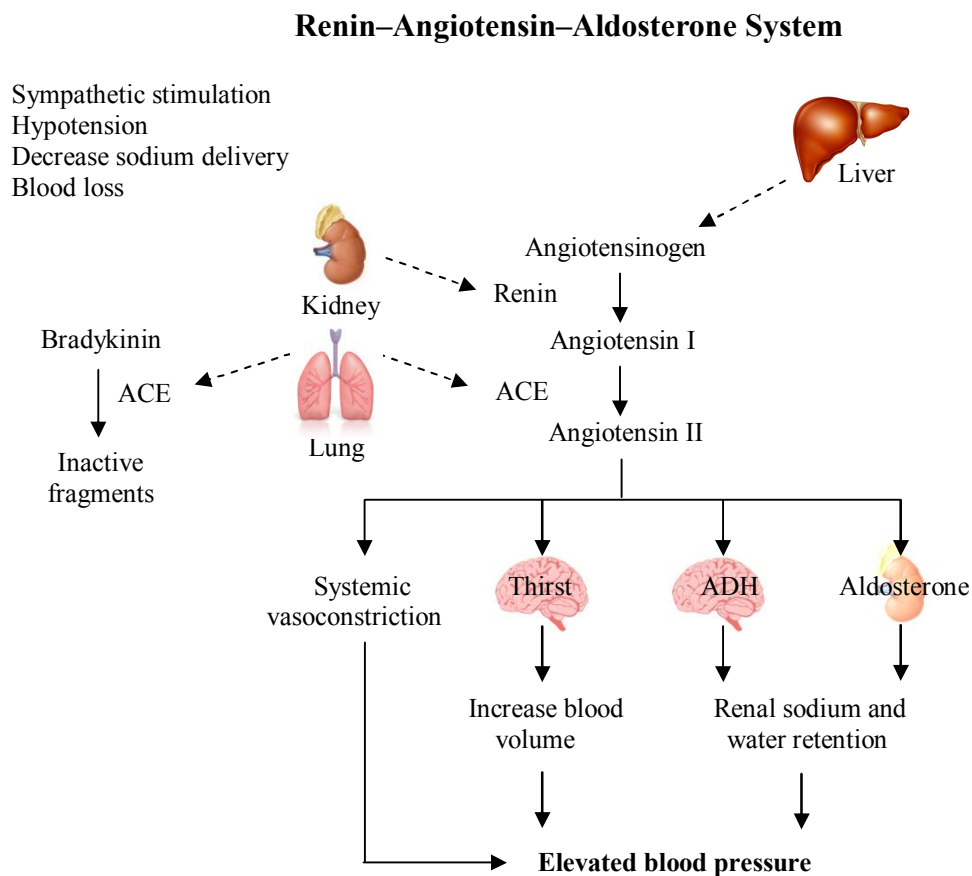 Renin–Angiotensin–Aldosterone System
Sympathetic stimulation
Hypotension
Decrease sodium delivery
Blood loss
Liver
Angiotensinogen
Kidney
Renin
Bradykinin
Angiotensin I
ACE
ACE
Lung
Angiotensin II
Inactive
fragments
Systemic
vasoconstriction
Thirst
ADH
Aldosterone
Increase blood
volume
Renal sodium and
water retention
Elevated blood pressure